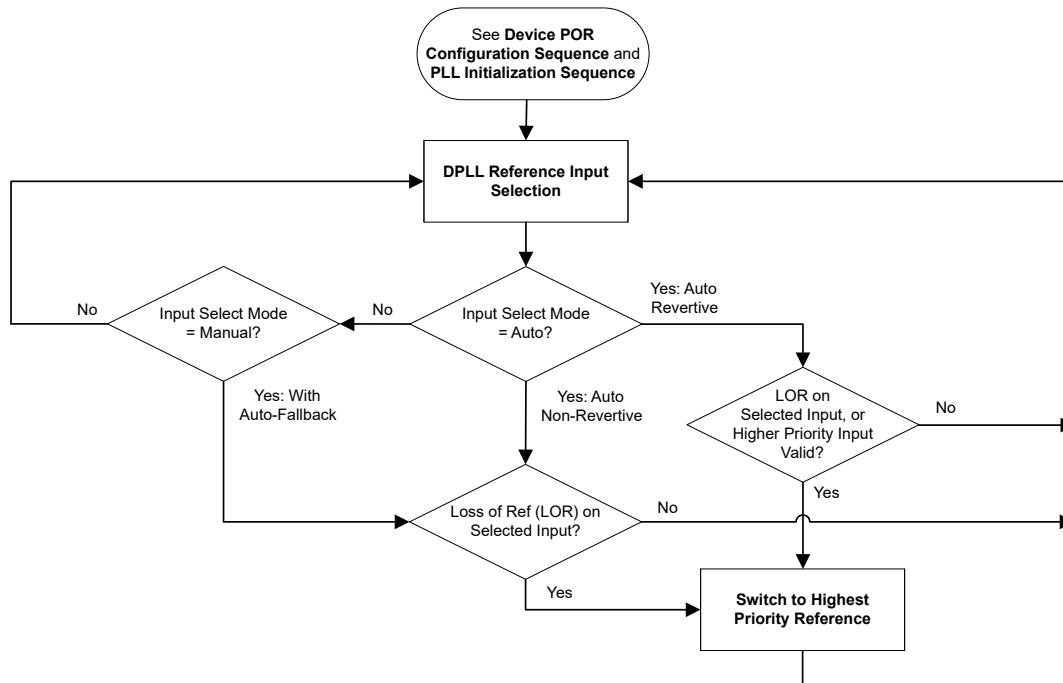 See Device POR
Configuration Sequence and
PLL Initialization Sequence
DPLL Reference Input
Selection
No
Input Select Mode
= Manual?
No
Input Select Mode
= Auto?
Yes: Auto
Revertive
Yes: With
Auto-Fallback
Yes: Auto
Non-Revertive
LOR on
Selected Input, or
Higher Priority Input
Valid?
No
Yes
Loss of Ref (LOR) on
Selected Input?
No
Yes
Switch to Highest
Priority Reference